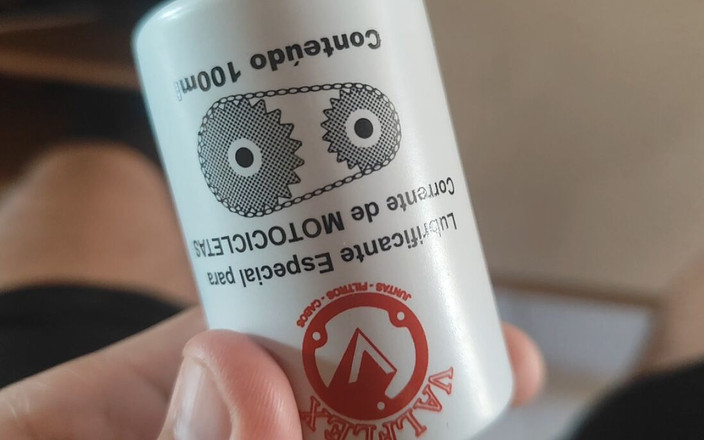 VALFLEX
JUNTAS - FILTROS - CABOS
Lubrificante Especial para
Corrente de MOTOCICLETAS
Conteúdo 100ml